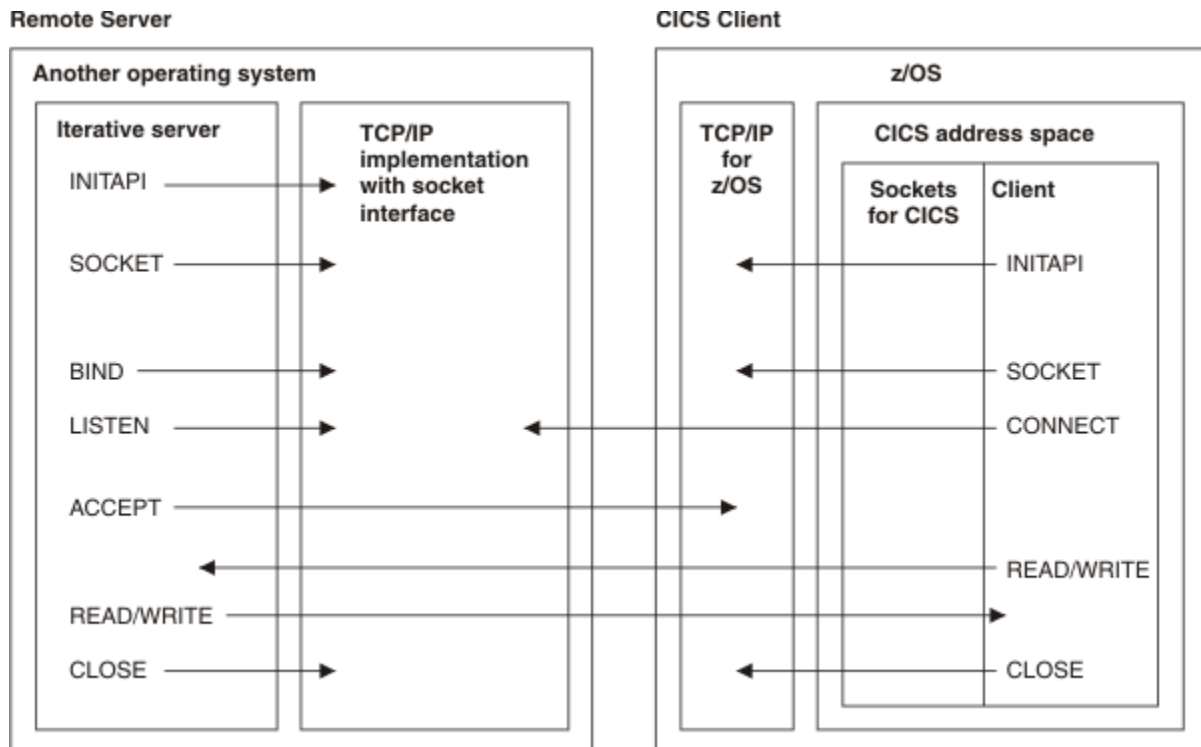 Remote Server
CICS Client
Another operating system
z/OS
Iterative server
TCP/IP
implementation
with socket
interface
TCP/IP
for
z/OS
CICS address space
Sockets
for CICS
Client
INITAPI
SOCKET
INITAPI
BIND
SOCKET
LISTEN
CONNECT
ACCEPT
READ/WRITE
READ/WRITE
CLOSE
CLOSE